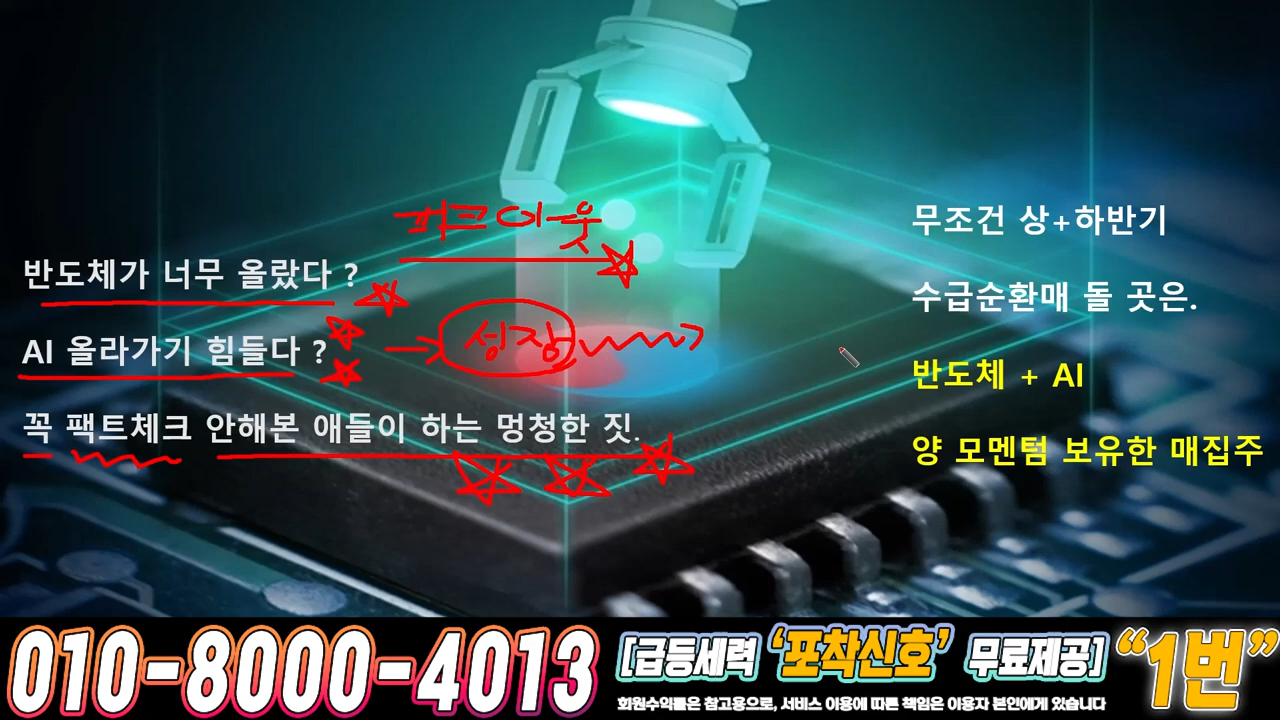 피크아웃
반도체가 너무 올랐다 ?
AI 올라가기 힘들다 ?
성장
꼭 팩트체크 안해본 애들이 하는 멍청한 짓.
무조건 상+하반기
수급순환매 돌 곳은.
반도체 + AI
양 모멘텀 보유한 매집주
010-8000-4013
[급등세력 '포착신호' 무료제공] "1번"
회원수익률은 참고용으로, 서비스 이용에 따른 책임은 이용자 본인에게 있습니다